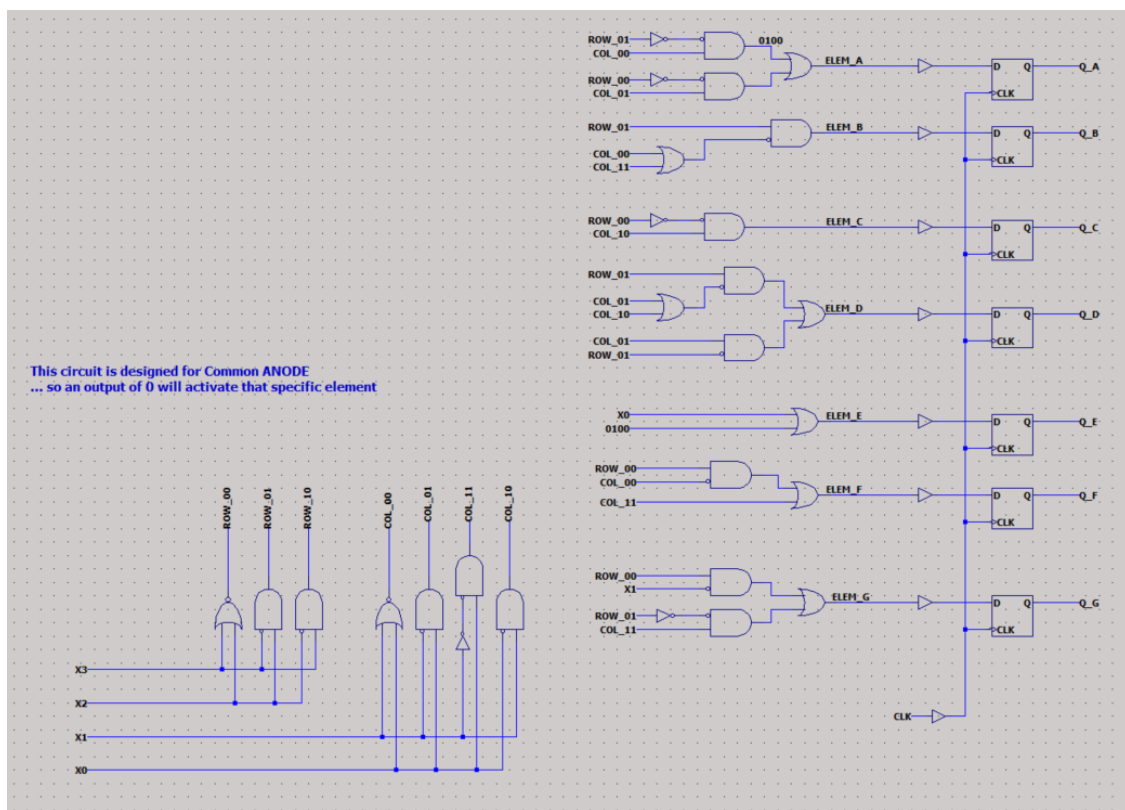 ROW_01
COL_00
0100
ELEM_A
D
Q
Q_A
ROW_00
COL_01
CLK
ROW_01
ELEM_B
D
Q
Q_B
COL_00
COL_11
CLK
ROW_00
COL_10
ELEM_C
D
Q
Q_C
CLK
ROW_01
COL_01
COL_10
ELEM_D
D
Q
Q_D
COL_01
ROW_01
CLK
This circuit is designed for Common ANODE
... so an output of 0 will activate that specific element
X0
0100
ELEM_E
D
Q
Q_E
CLK
ROW_00
COL_00
COL_11
ELEM_F
D
Q
Q_F
CLK
ROW_00
ROW_01
ROW_10
COL_00
COL_01
COL_11
COL_10
ROW_00
X1
ROW_01
COL_11
ELEM_G
D
Q
Q_G
CLK
X3
X2
X1
X0
CLK